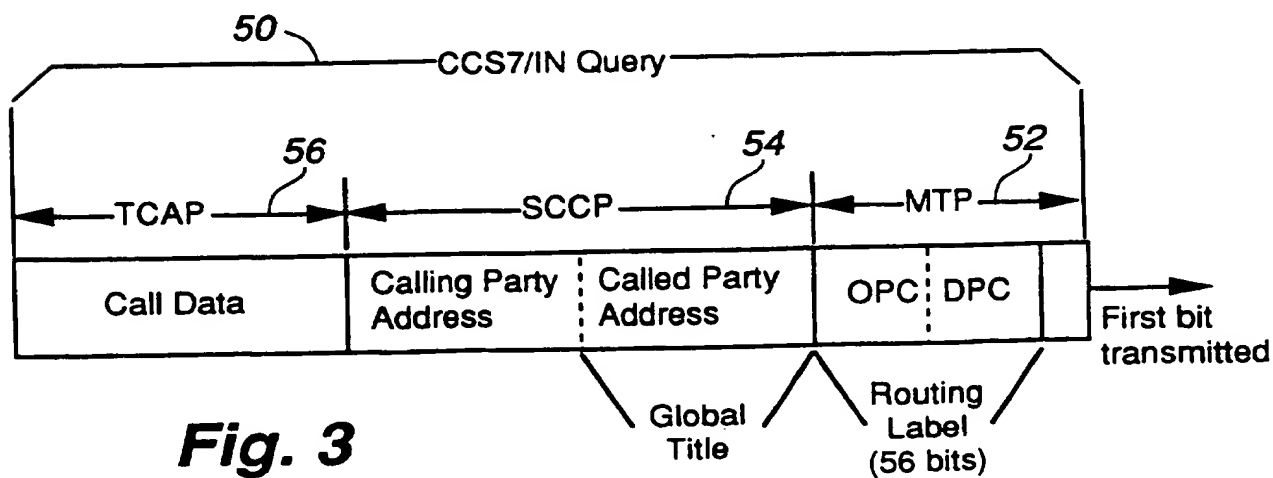 50
CCS7/IN Query
56
54
52
TCAP
SCCP
MTP
Call Data
Calling Party
Address
Called Party
Address
OPC
DPC
First bit
transmitted
Global
Title
Routing
Label
(56 bits)
Fig. 3